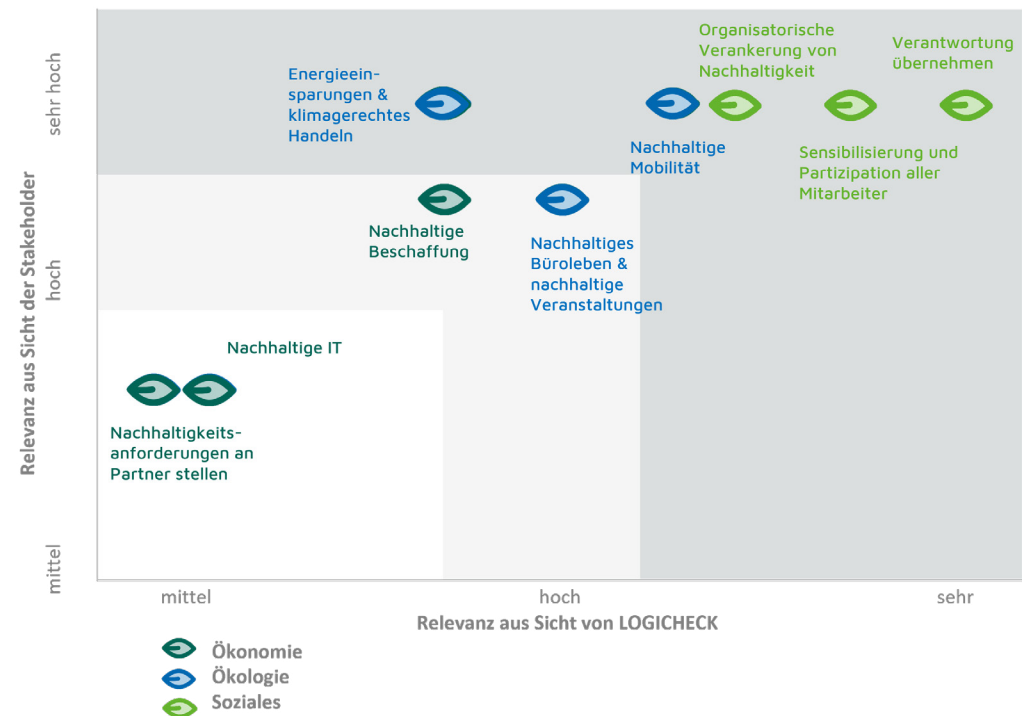 Organisatorische
Verankerung von
Nachhaltigkeit
Verantwortung
übernehmen
Energieein-
sparungen &
klimagerechtes
Handeln
Nachhaltige
Mobilität
Sensibilisierung und
Partizipation aller
Mitarbeiter
Nachhaltige
Beschaffung
Nachhaltiges
Büroleben &
nachhaltige
Veranstaltungen
Nachhaltige IT
Nachhaltigkeits-
anforderungen an
Partner stellen
Relevanz aus Sicht der Stakeholder
sehr hoch
hoch
mittel
mittel
hoch
sehr
Relevanz aus Sicht von LOGICHECK
Ökonomie
Ökologie
Soziales